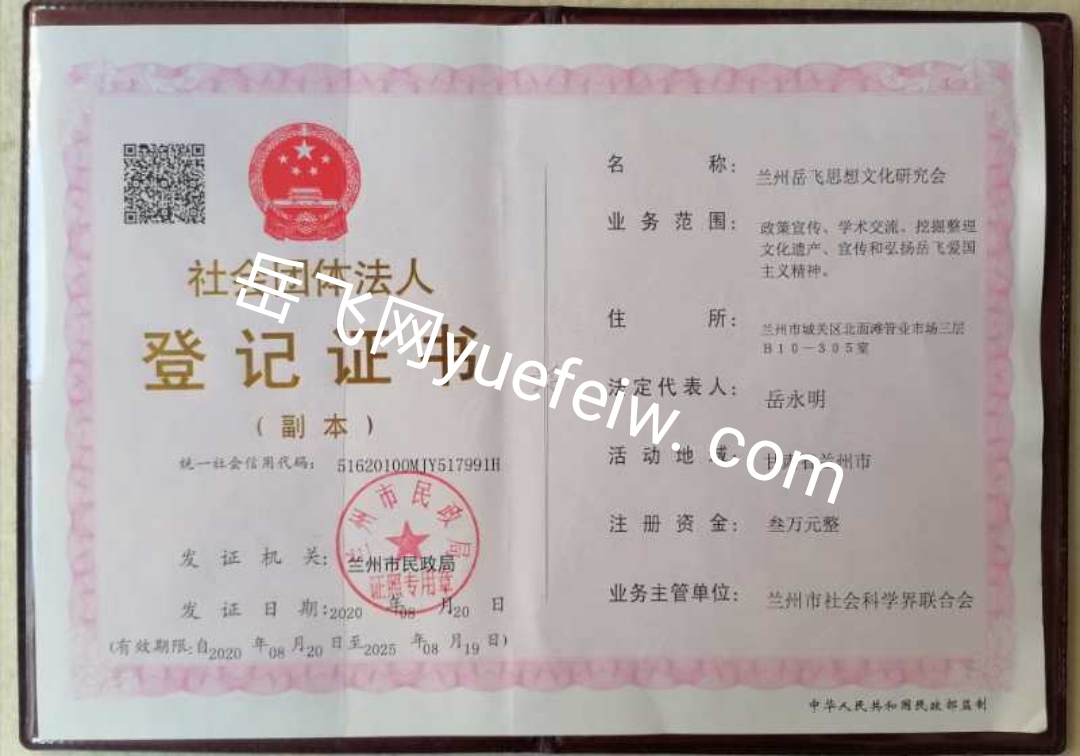 社会团体法人
登记证书
（副本）
统一社会信用代码：51620100MJY517991H
发证机关：兰州市民政局
兰州市民政局
证照专用章
发证日期：2020年08月20日
（有效期限：自2020年08月20日至2025年08月19日）
名称：兰州岳飞思想文化研究会
业务范围：政策宣传、学术交流、挖掘整理
文化遗产、宣传和弘扬岳飞爱国
主义精神。
住所：兰州市城关区北面滩管业市场三层
B10－305室
法定代表人：岳永明
活动地域：甘肃省兰州市
注册资金：叁万元整
业务主管单位：兰州市社会科学界联合会
中华人民共和国民政部监制
岳飞网yuefeiw.com